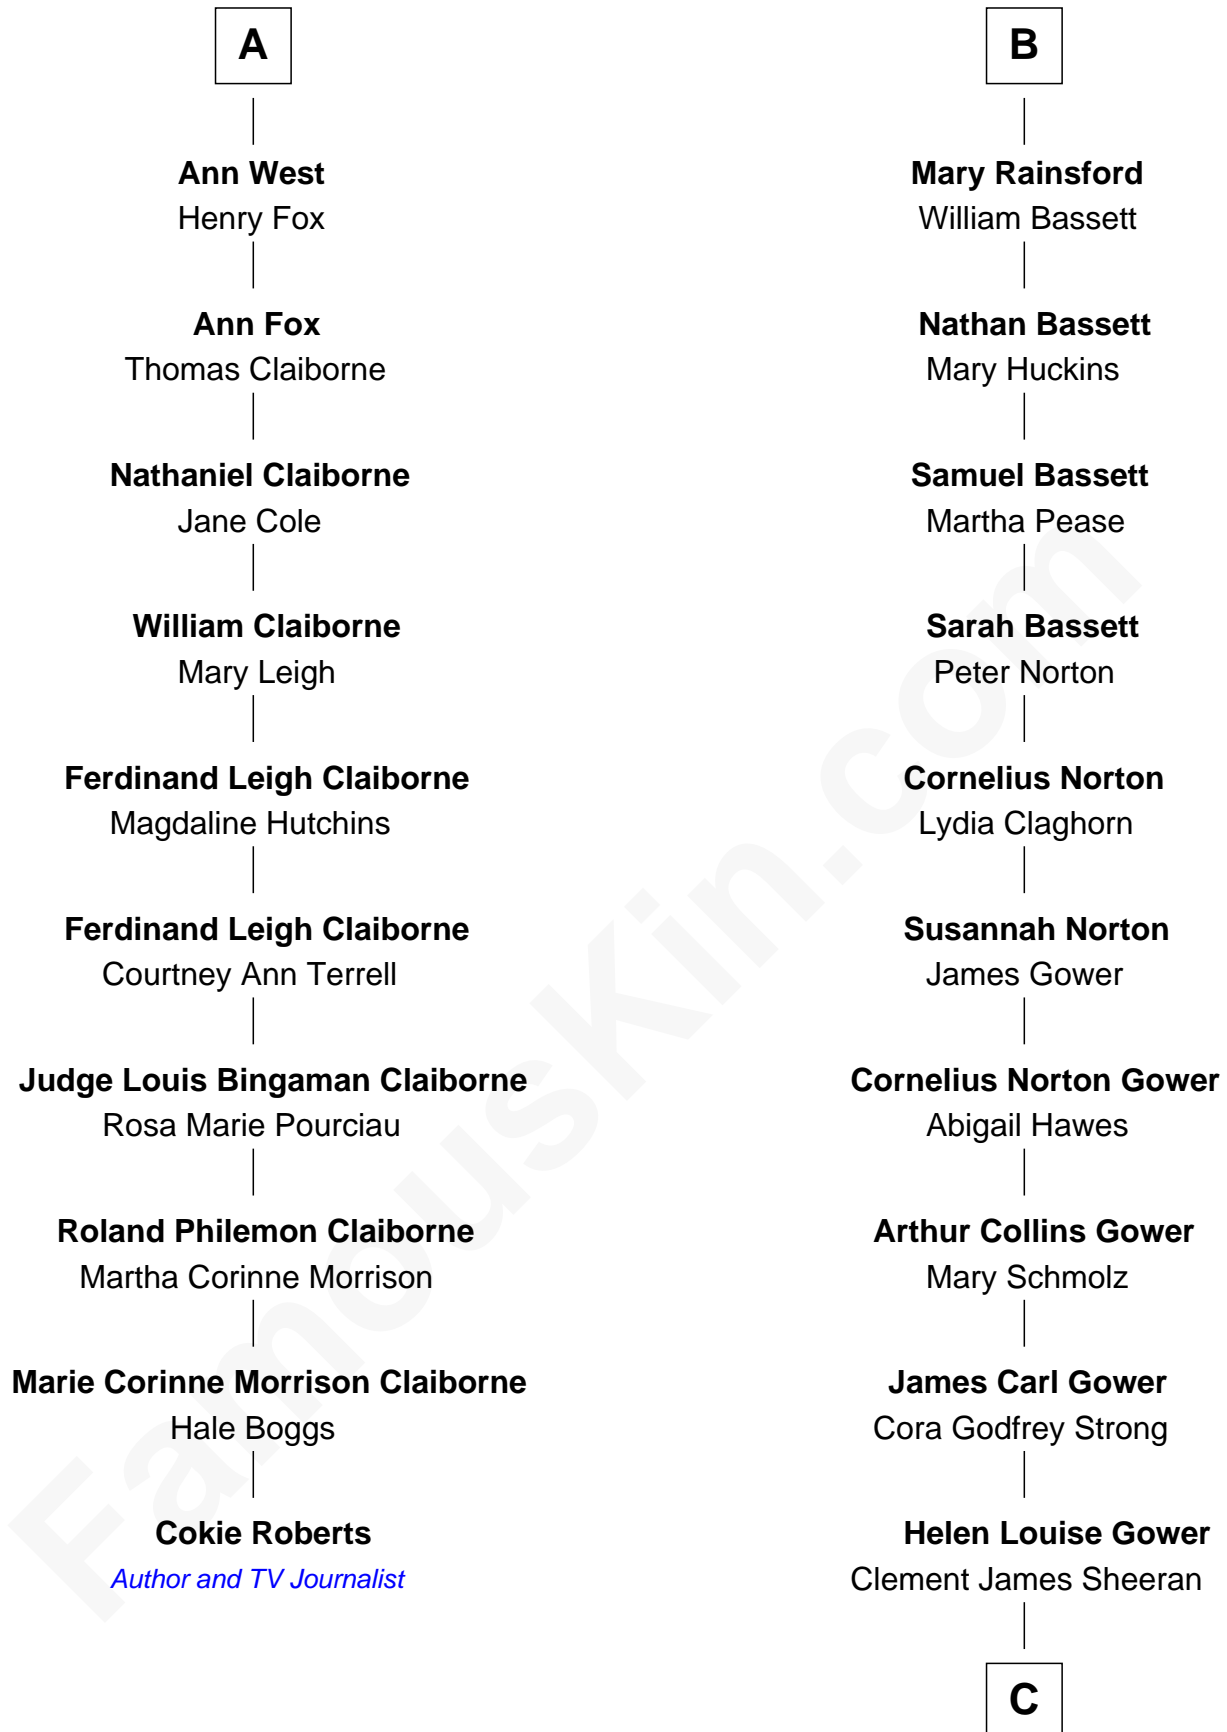 A
Ann West
Henry Fox
Ann Fox
Thomas Claiborne
Nathaniel Claiborne
Jane Cole
William Claiborne
Mary Leigh
Ferdinand Leigh Claiborne
Magdaline Hutchins
Ferdinand Leigh Claiborne
Courtney Ann Terrell
Judge Louis Bingaman Claiborne
Rosa Marie Pourciau
Roland Philemon Claiborne
Martha Corinne Morrison
Marie Corinne Morrison Claiborne
Hale Boggs
Cokie Roberts
Author and TV Journalist
B
Mary Rainsford
William Bassett
Nathan Bassett
Mary Huckins
Samuel Bassett
Martha Pease
Sarah Bassett
Peter Norton
Cornelius Norton
Lydia Claghorn
Susannah Norton
James Gower
Cornelius Norton Gower
Abigail Hawes
Arthur Collins Gower
Mary Schmolz
James Carl Gower
Cora Godfrey Strong
Helen Louise Gower
Clement James Sheeran
C
FamousKin.com